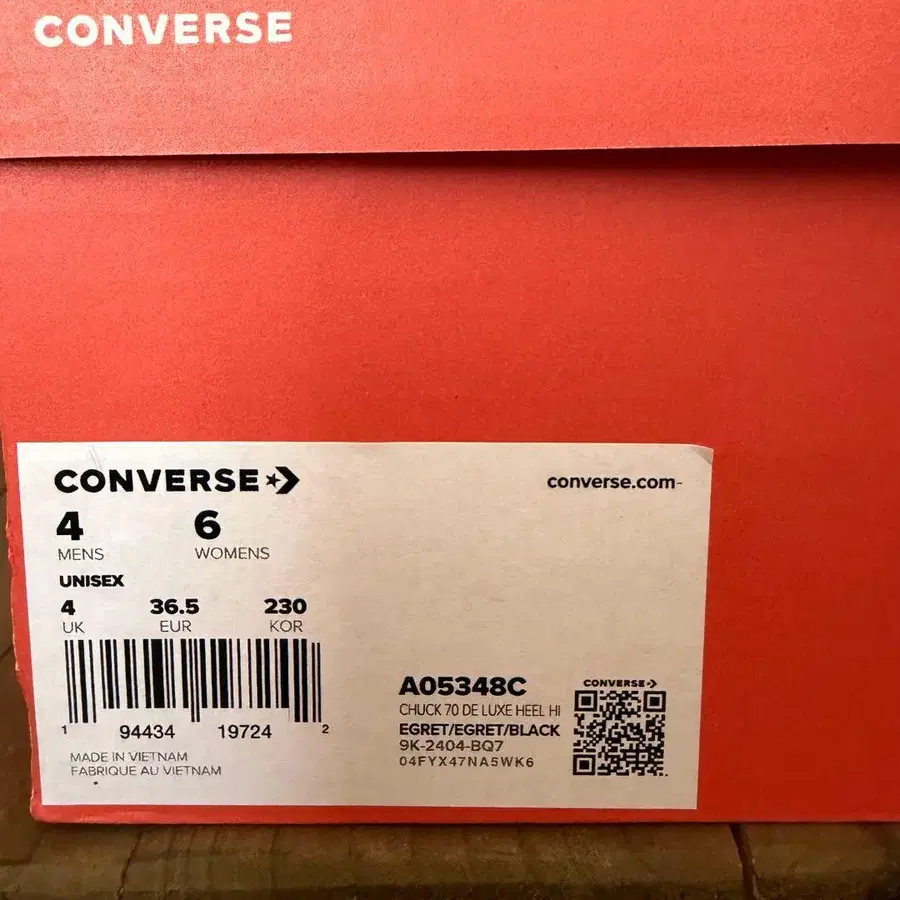 CONVERSE
CONVERSE
converse.com
4 6
MENS WOMENS
UNISEX
4 36.5 230
UK EUR KOR
1 94434 19724 2
MADE IN VIETNAM
FABRIQUE AU VIETNAM
CONVERSE
A05348C
CHUCK 70 DE LUXE HEEL HI
EGRET/EGRET/BLACK
9K-2404-BQ7
04FYX47NA5WK6